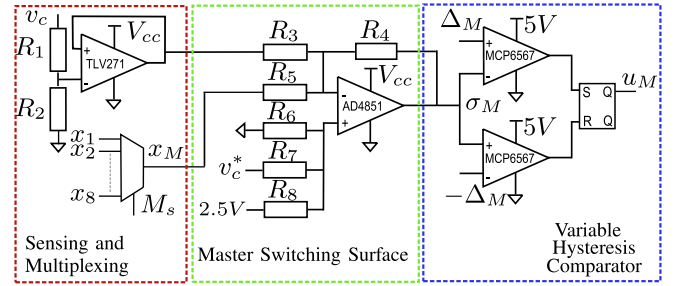 v_c
R_1
R_2
+
-
TLV271
V_cc
x_1
x_2
x_8
x_M
M_s
Sensing and
Multiplexing
R_3
R_4
R_5
R_6
R_7
R_8
v_c^*
2.5V
-
+
AD4851
V_cc
Master Switching Surface
Δ_M
+
-
MCP6567
5V
σ_M
5V
+
-
MCP6567
-Δ_M
S Q
R Q
u_M
Variable
Hysteresis
Comparator